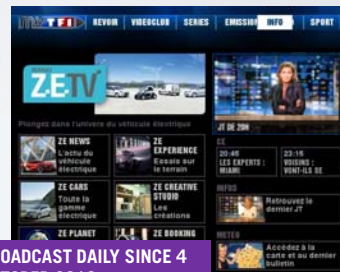 MYTF1 REVOIR VIDEOCLUB SERIES EMISSION INFO SPORT
Z.E.TV
Plongez dans l'univers du véhicule électrique
JT DE 20H
ZE NEWS
L'actu du
véhicule
électrique
ZE EXPERIENCE
Essais sur
le terrain
CE
20:45
LES EXPERTS :
MIAMI
23:15
VOISINS :
VONT-ILS SE
ZE CARS
Toute la
gamme
électrique
ZE CREATIVE
STUDIO
Les
créations
INFOS
Retrouvez le
dernier JT
METEO
Accédez à la
carte et au dernier
bulletin
ZE PLANET
ZE BOOKING
OADCAST DAILY SINCE 4